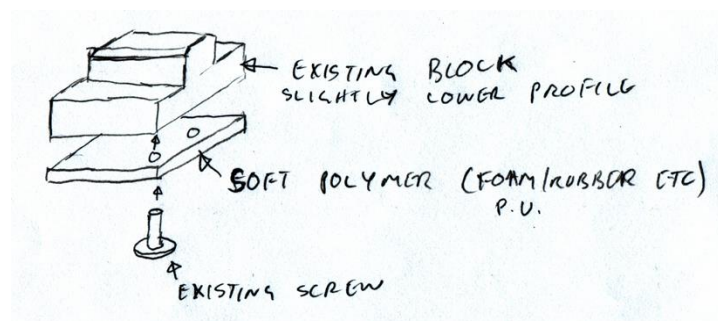 EXISTING BLOCK
SLIGHTLY LOWER PROFILE
SOFT POLYMER (FOAM/RUBBER ETC)
P.U.
EXISTING SCREW